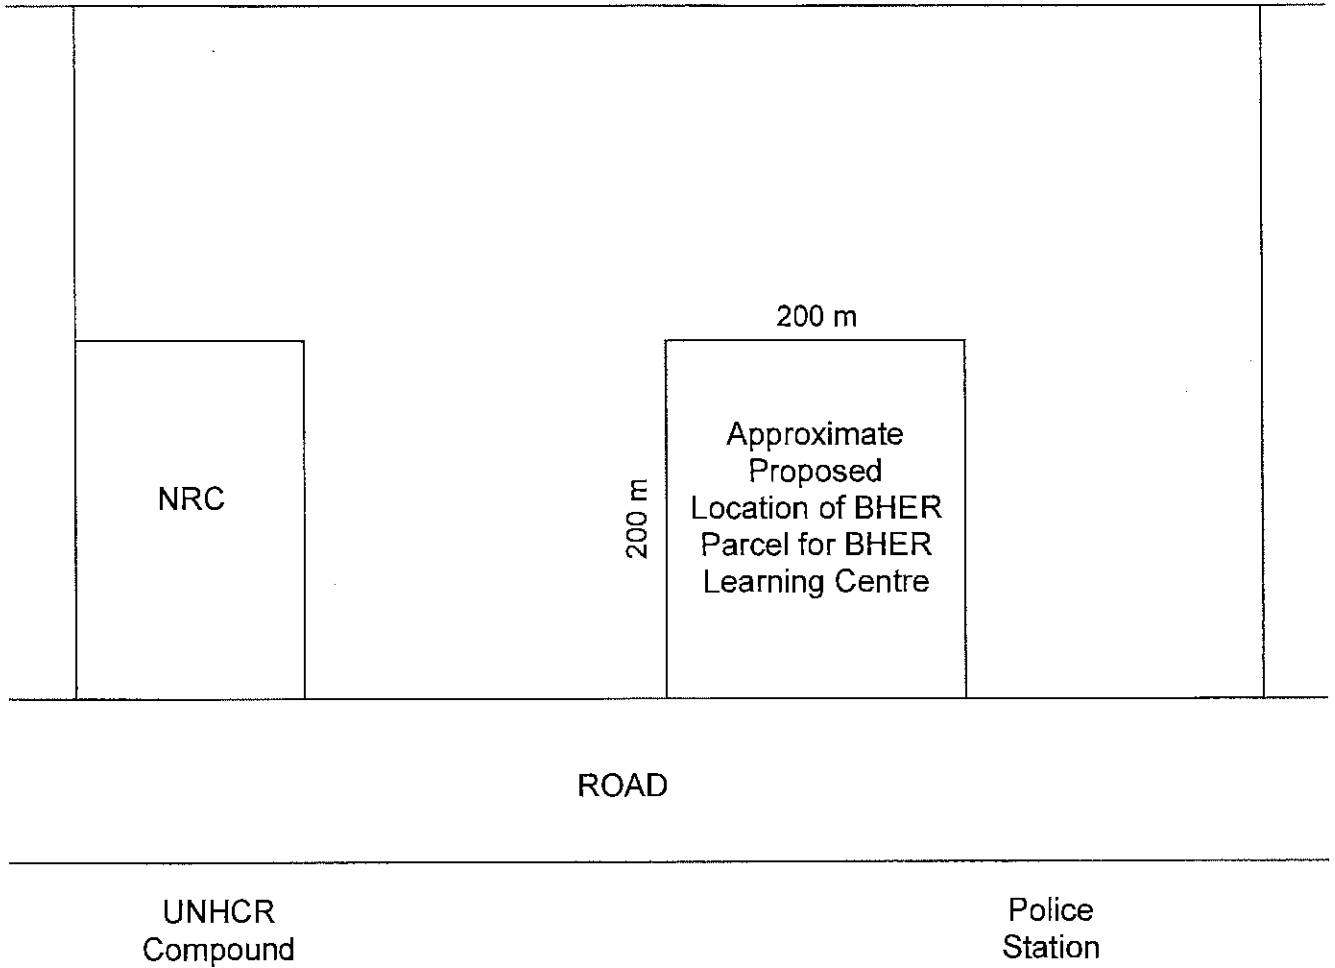 200 m
NRC
200 m
Approximate
Proposed
Location of BHER
Parcel for BHER
Learning Centre
ROAD
UNHCR
Compound
Police
Station